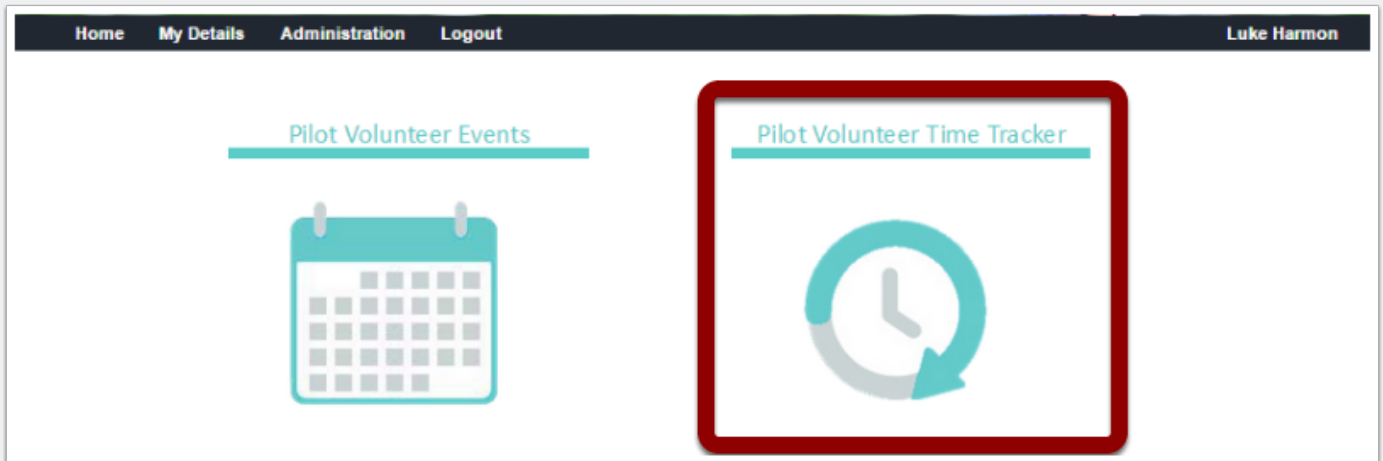 Home My Details Administration Logout Luke Harmon
Pilot Volunteer Events
Pilot Volunteer Time Tracker